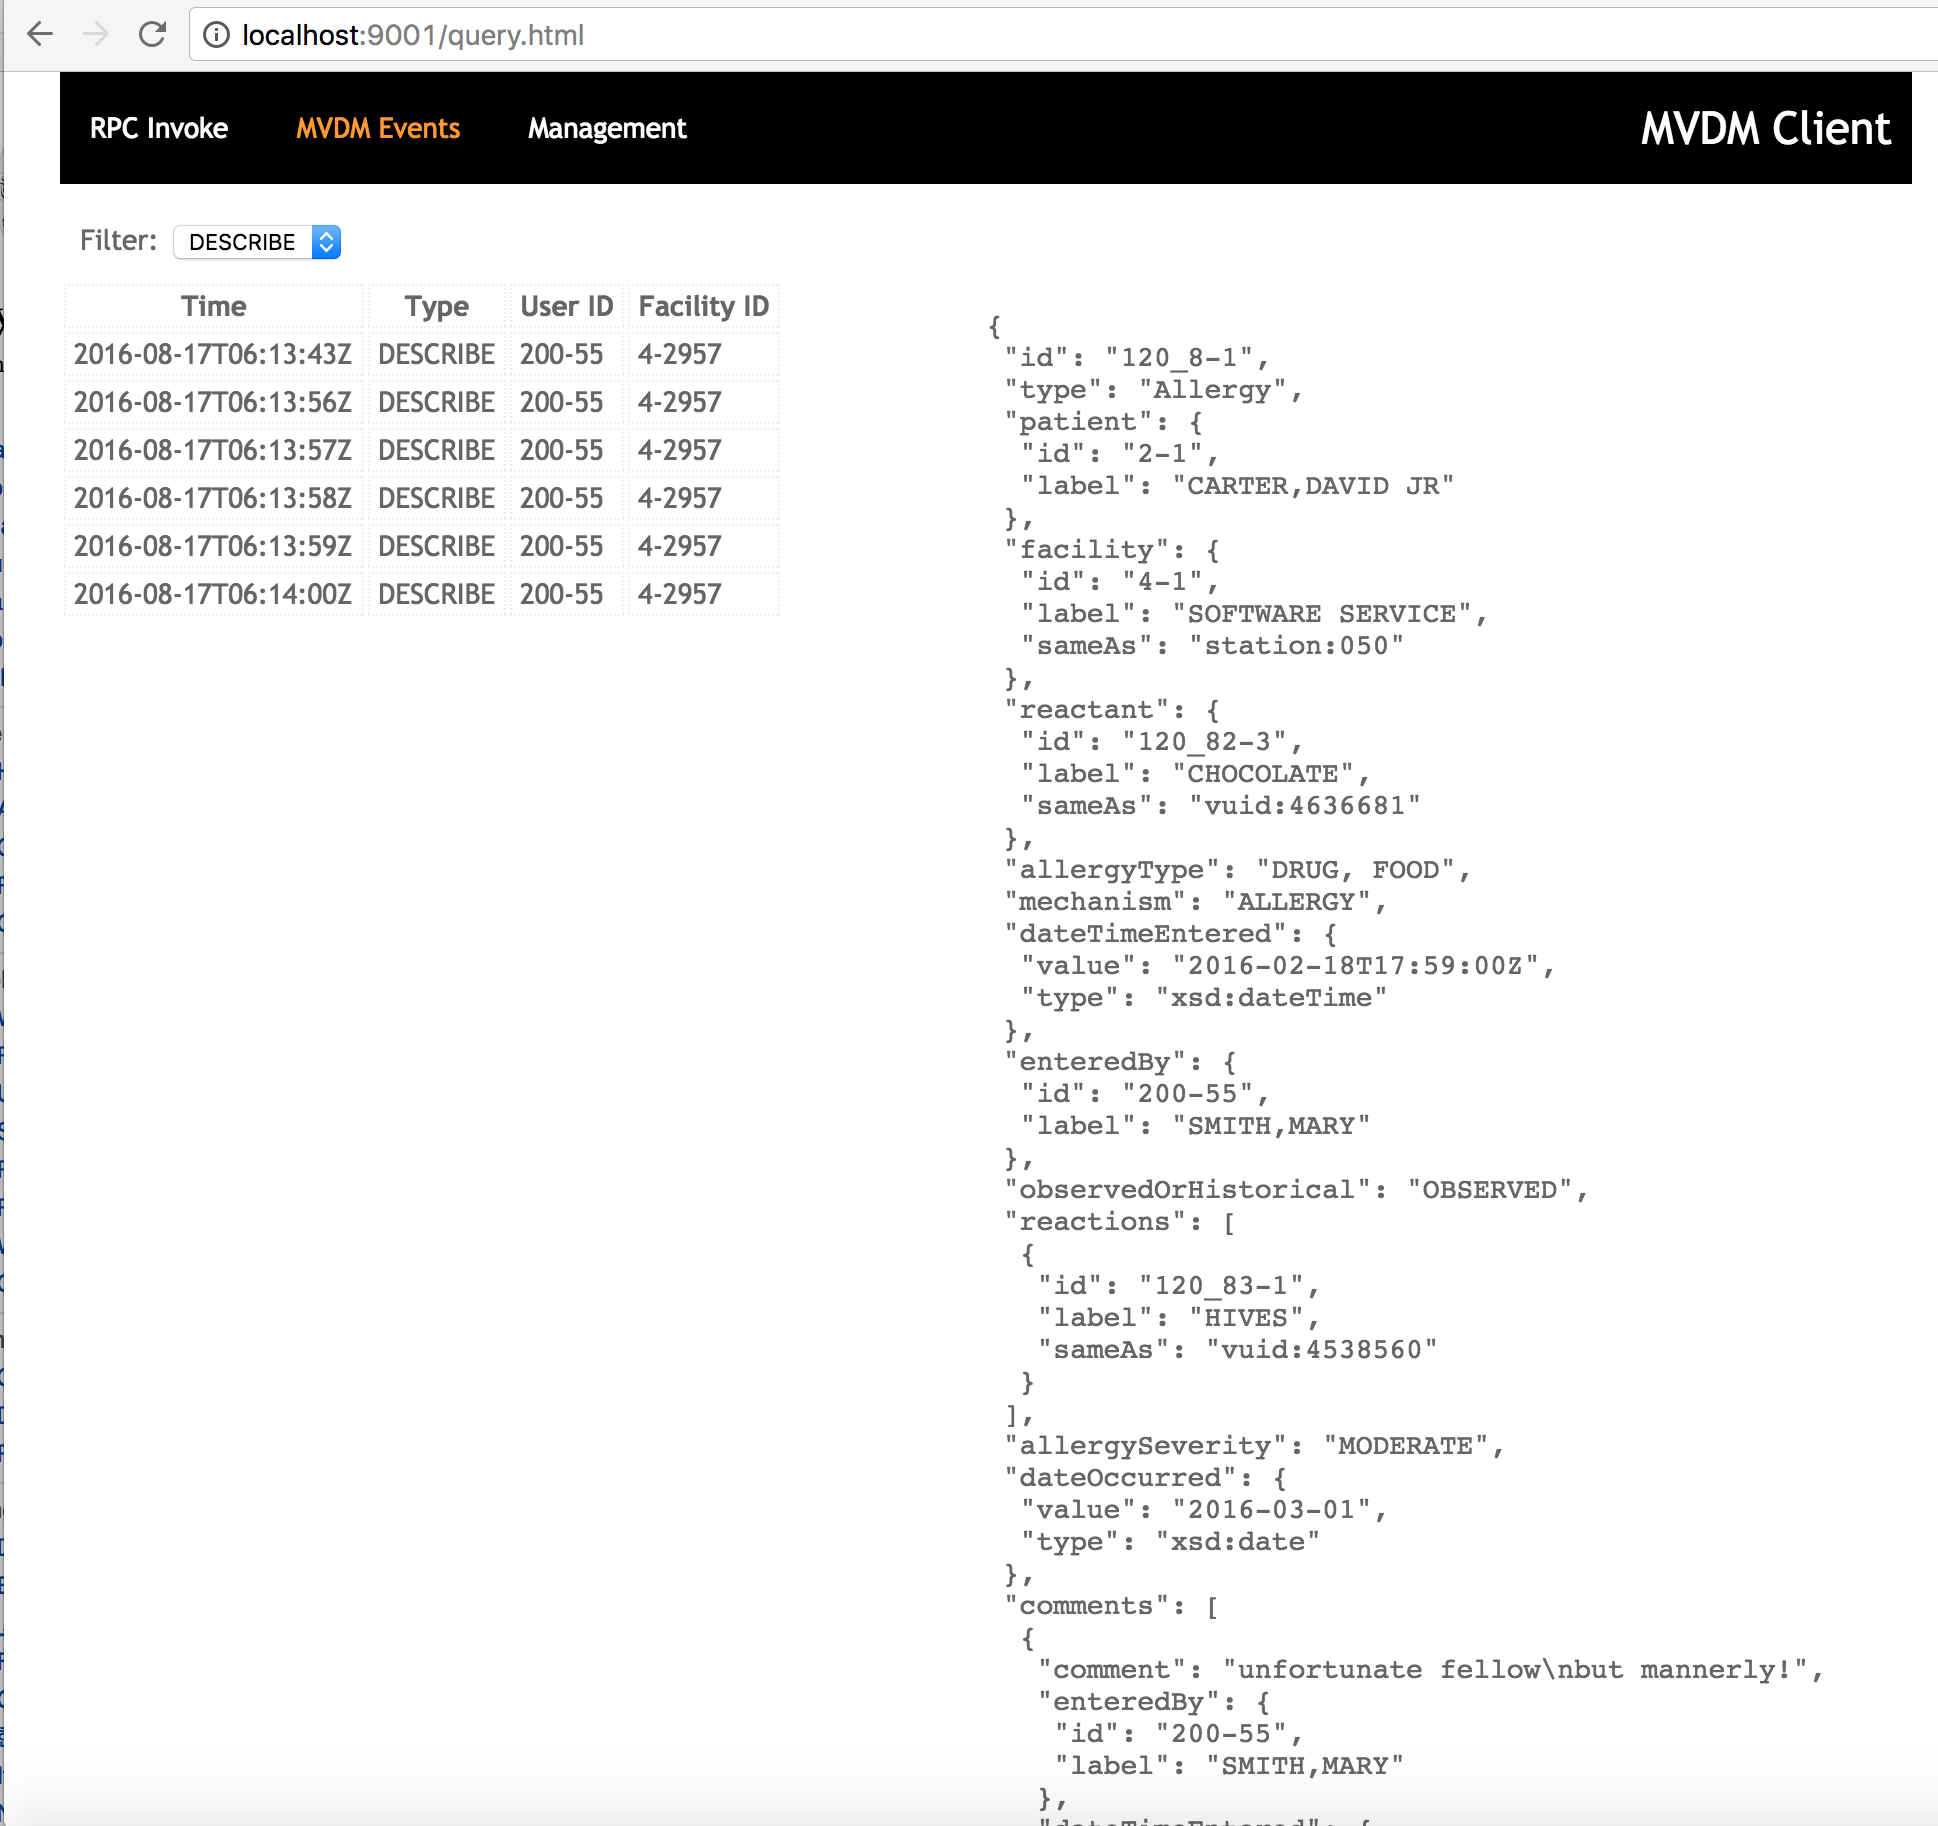 localhost:9001/query.html
RPC Invoke MVDM Events Management MVDM Client
Filter: DESCRIBE
Time Type User ID Facility ID
2016-08-17T06:13:43Z DESCRIBE 200-55 4-2957
2016-08-17T06:13:56Z DESCRIBE 200-55 4-2957
2016-08-17T06:13:57Z DESCRIBE 200-55 4-2957
2016-08-17T06:13:58Z DESCRIBE 200-55 4-2957
2016-08-17T06:13:59Z DESCRIBE 200-55 4-2957
2016-08-17T06:14:00Z DESCRIBE 200-55 4-2957
{
"id": "120_8-1",
"type": "Allergy",
"patient": {
"id": "2-1",
"label": "CARTER,DAVID JR"
},
"facility": {
"id": "4-1",
"label": "SOFTWARE SERVICE",
"sameAs": "station:050"
},
"reactant": {
"id": "120_82-3",
"label": "CHOCOLATE",
"sameAs": "vuid:4636681"
},
"allergyType": "DRUG, FOOD",
"mechanism": "ALLERGY",
"dateTimeEntered": {
"value": "2016-02-18T17:59:00Z",
"type": "xsd:dateTime"
},
"enteredBy": {
"id": "200-55",
"label": "SMITH,MARY"
},
"observedOrHistorical": "OBSERVED",
"reactions": [
{
"id": "120_83-1",
"label": "HIVES",
"sameAs": "vuid:4538560"
}
],
"allergySeverity": "MODERATE",
"dateOccurred": {
"value": "2016-03-01",
"type": "xsd:date"
},
"comments": [
{
"comment": "unfortunate fellow\nbut mannerly!",
"enteredBy": {
"id": "200-55",
"label": "SMITH,MARY"
},
"dateTimeEntered": {